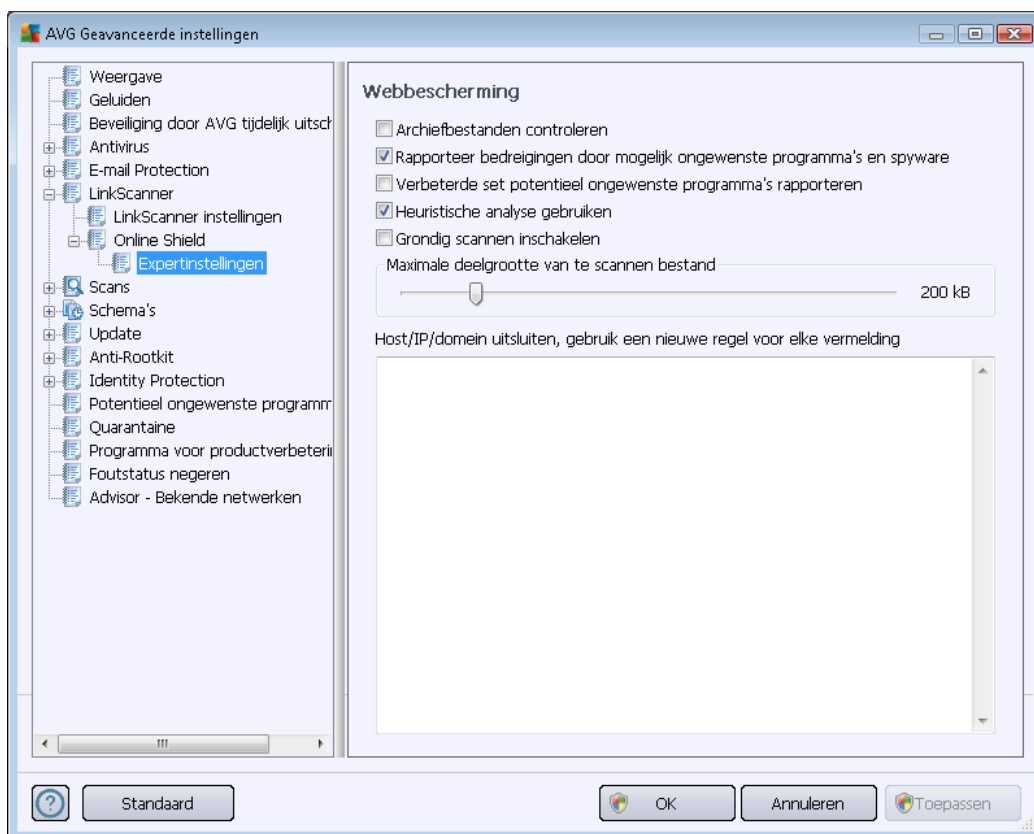 AVG Geavanceerde instellingen
Weergave
Geluiden
Beveiliging door AVG tijdelijk uitsch
Antivirus
E-mail Protection
LinkScanner
LinkScanner instellingen
Online Shield
Expertinstellingen
Scans
Schema's
Update
Anti-Rootkit
Identity Protection
Potentieel ongewenste programm
Quarantaine
Programma voor productverbeteri
Foutstatus negeren
Advisor - Bekende netwerken
Webbescherming
Archiefbestanden controleren
Rapporteer bedreigingen door mogelijk ongewenste programma's en spyware
Verbeterde set potentieel ongewenste programma's rapporteren
Heuristische analyse gebruiken
Grondig scannen inschakelen
Maximale deelgrootte van te scannen bestand
200 kB
Host/IP/domein uitsluiten, gebruik een nieuwe regel voor elke vermelding
Standaard
OK
Annuleren
Toepassen